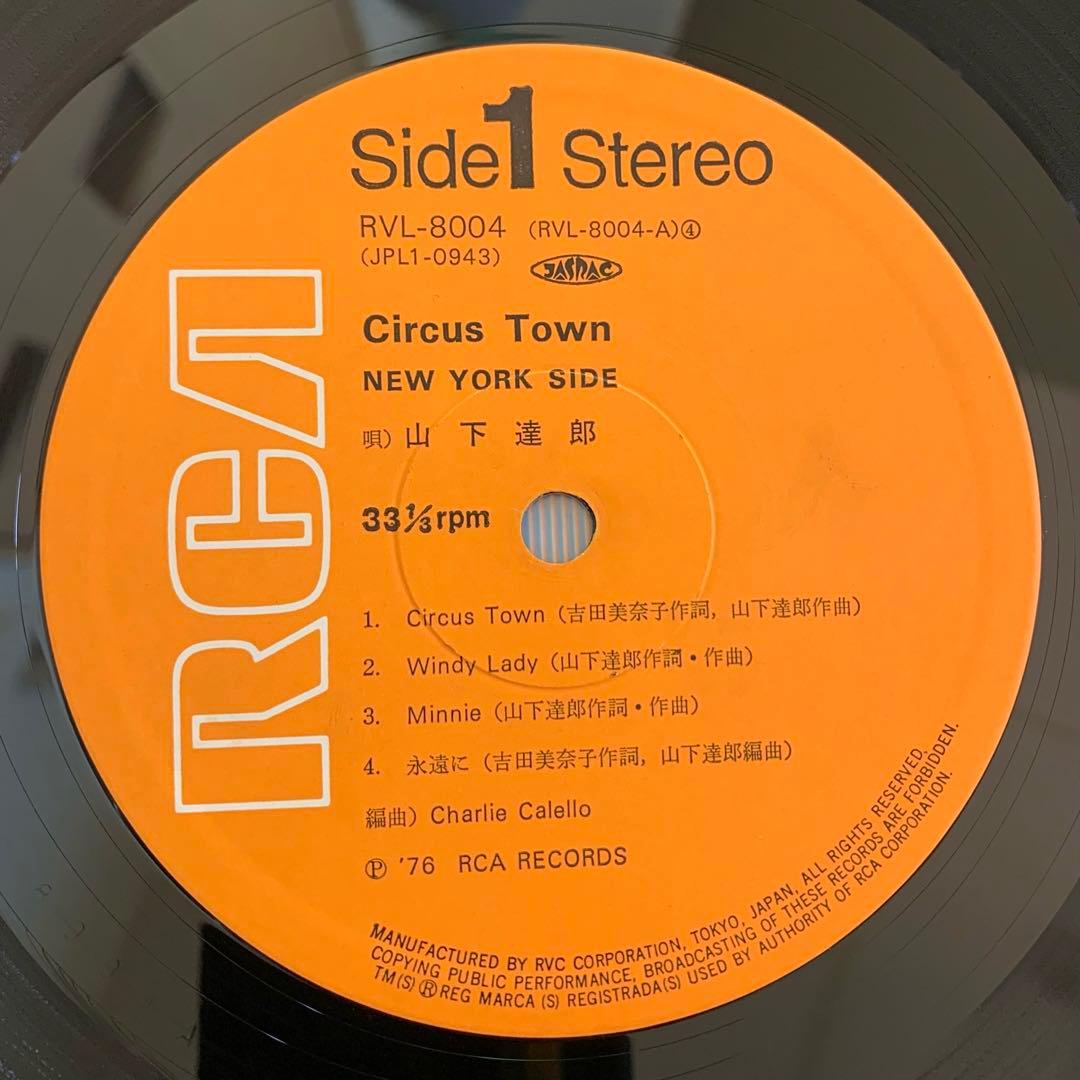 Side 1 Stereo
RVL-8004 (RVL-8004-A)④
(JPL1-0943) JASRAC
Circus Town
NEW YORK SIDE
唄) 山下達郎
33⅓rpm
1. Circus Town (吉田美奈子作詞, 山下達郎作曲)
2. Windy Lady (山下達郎作詞・作曲)
3. Minnie (山下達郎作詞・作曲)
4. 永遠に (吉田美奈子作詞, 山下達郎編曲)
編曲) Charlie Calello
Ⓟ '76 RCA RECORDS
RCA
MANUFACTURED BY RVC CORPORATION, TOKYO, JAPAN, ALL RIGHTS RESERVED,
COPYING PUBLIC PERFORMANCE, BROADCASTING OF THESE RECORDS ARE FORBIDDEN.
TM(S) ® REG MARCA (S) REGISTRADA(S) USED BY AUTHORITY OF RCA CORPORATION.